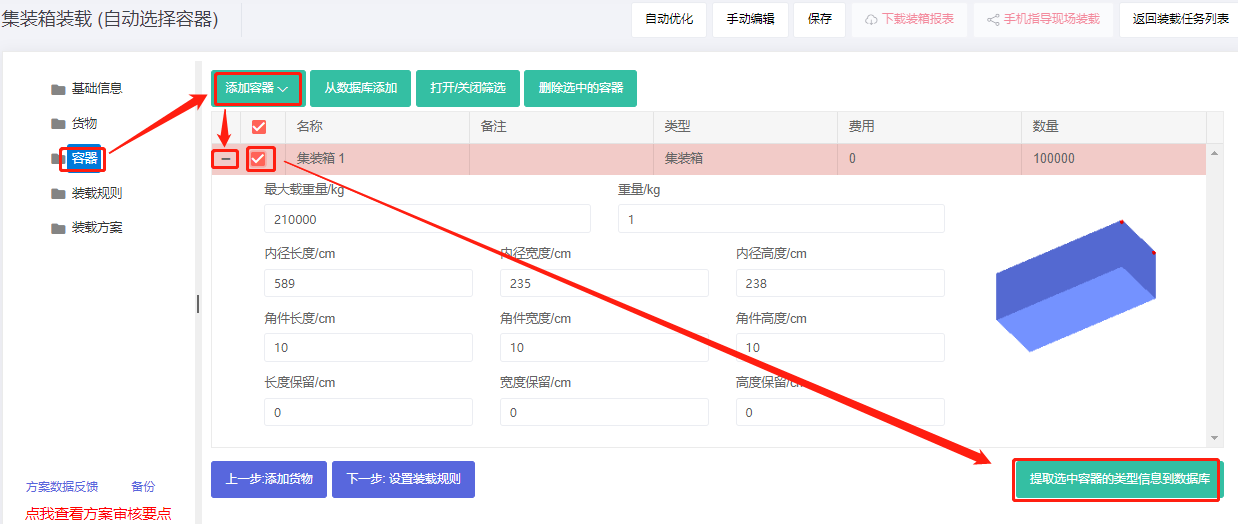 集装箱装载 (自动选择容器)
自动优化 手动编辑 保存 下载装箱报表 手机指导现场装载 返回装载任务列表
基础信息
货物
容器
装载规则
装载方案
方案数据反馈 备份
点我查看方案审核要点
添加容器 从数据库添加 打开/关闭筛选 删除选中的容器
名称 备注 类型 费用 数量
集装箱 1 集装箱 0 100000
最大载重量/kg 重量/kg
210000 1
内径长度/cm 内径宽度/cm 内径高度/cm
589 235 238
角件长度/cm 角件宽度/cm 角件高度/cm
10 10 10
长度保留/cm 宽度保留/cm 高度保留/cm
0 0 0
上一步:添加货物 下一步: 设置装载规则 提取选中容器的类型信息到数据库